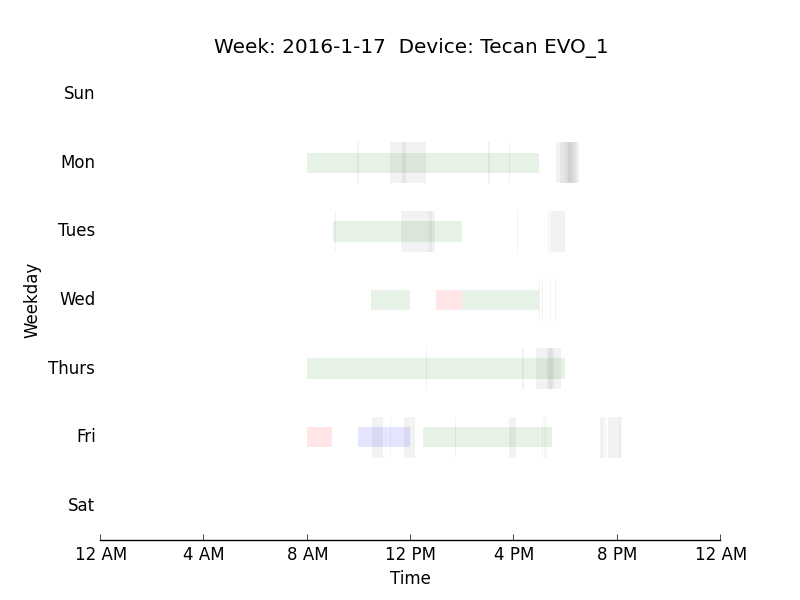 Week: 2016-1-17  Device: Tecan EVO_1
Sun
Mon
Tues
Wed
Thurs
Fri
Sat
Weekday
12 AM 4 AM 8 AM 12 PM 4 PM 8 PM 12 AM
Time